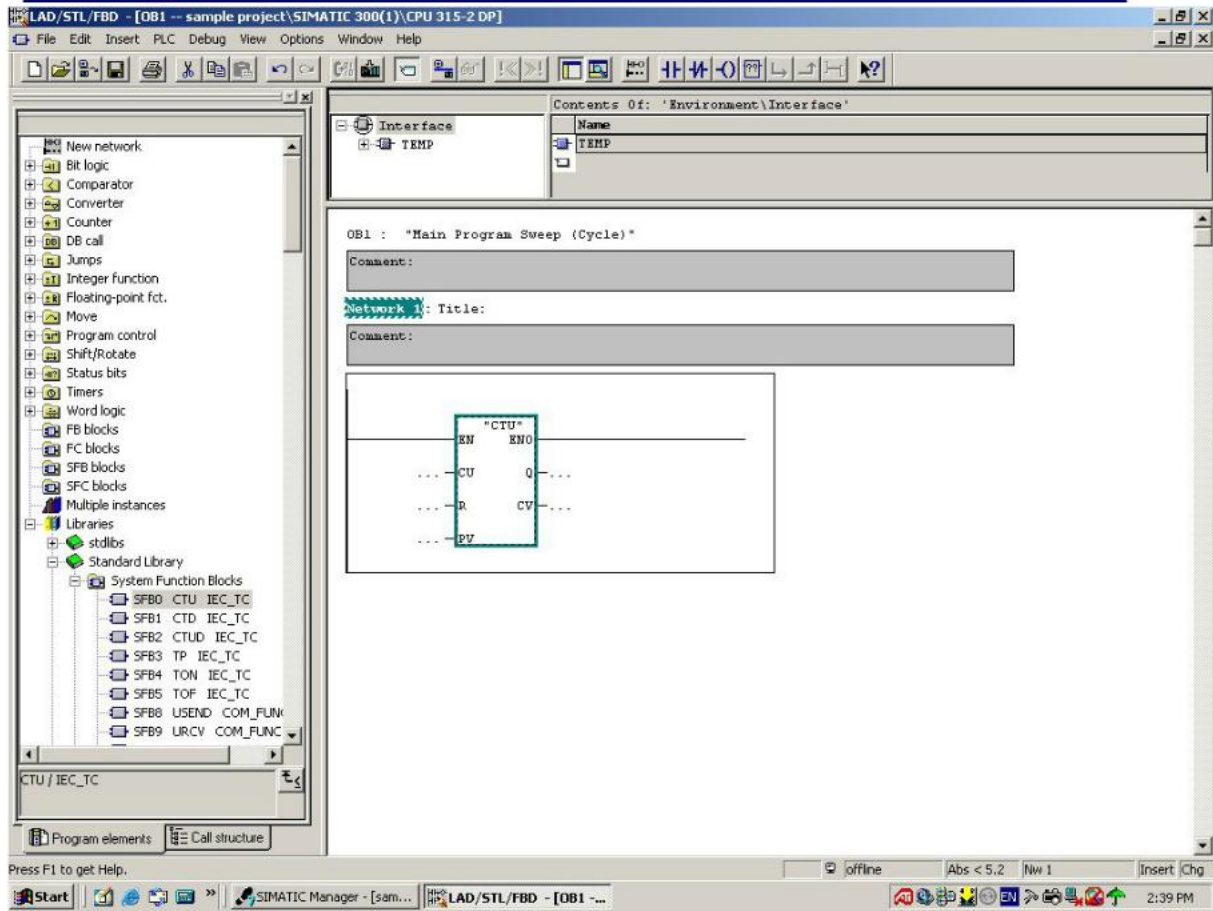 LAD/STL/FBD - [OB1 -- sample project\SIMATIC 300(1)\CPU 315-2 DP]
File Edit Insert PLC Debug View Options Window Help
New network
Bit logic
Comparator
Converter
Counter
DB call
Jumps
Integer function
Floating-point fct.
Move
Program control
Shift/Rotate
Status bits
Timers
Word logic
FB blocks
FC blocks
SFB blocks
SFC blocks
Multiple instances
Libraries
stdlibs
Standard Library
System Function Blocks
SFB0 CTU IEC_TC
SFB1 CTD IEC_TC
SFB2 CTUD IEC_TC
SFB3 TP IEC_TC
SFB4 TON IEC_TC
SFB5 TOF IEC_TC
SFB8 USEND COM_FUN
SFB9 URCV COM_FUNC
CTU / IEC_TC
Program elements Call structure
Interface
TEMP
Contents Of: 'Environment\Interface'
Name
TEMP
OB1 : "Main Program Sweep (Cycle)"
Comment:
Network 1: Title:
Comment:
"CTU"
EN ENO
... CU Q ...
... R CV ...
... PV
Press F1 to get Help.
offline Abs < 5.2 Nw 1 Insert Chg
Start SIMATIC Manager - [sam... LAD/STL/FBD - [OB1 -... EN 2:39 PM